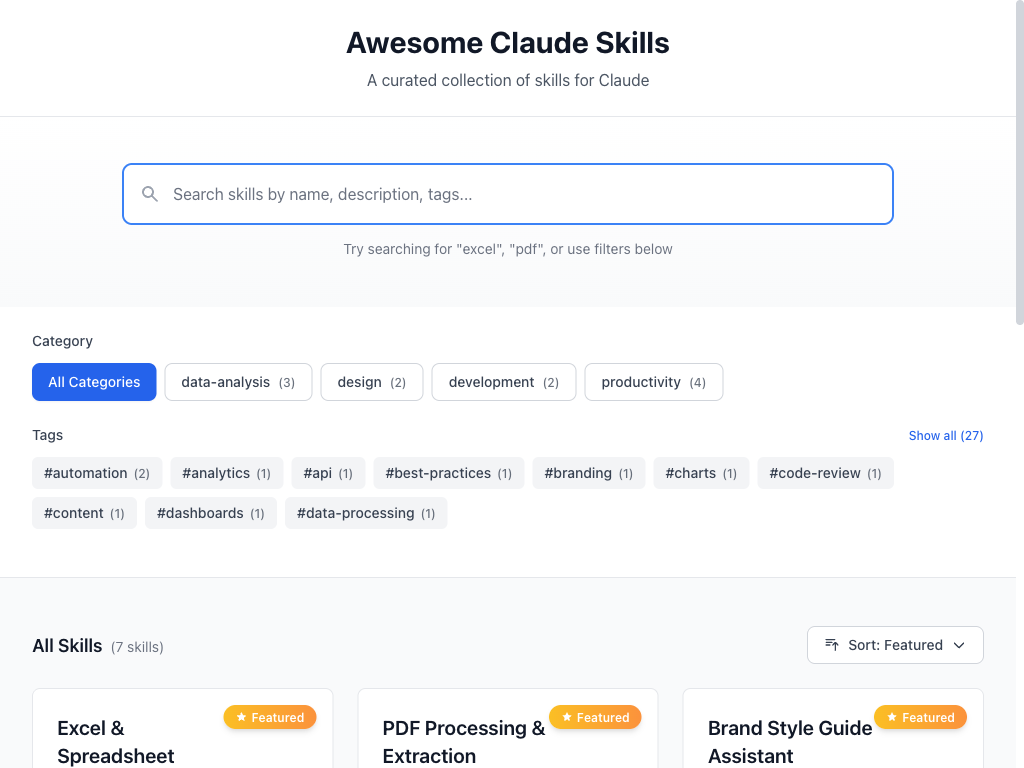 Awesome Claude Skills
A curated collection of skills for Claude
Search skills by name, description, tags...
Try searching for "excel", "pdf", or use filters below
Category
All Categories data-analysis (3) design (2) development (2) productivity (4)
Tags Show all (27)
#automation (2) #analytics (1) #api (1) #best-practices (1) #branding (1) #charts (1) #code-review (1)
#content (1) #dashboards (1) #data-processing (1)
All Skills (7 skills) Sort: Featured
Featured Featured Featured
Excel & PDF Processing & Brand Style Guide
Spreadsheet Extraction Assistant